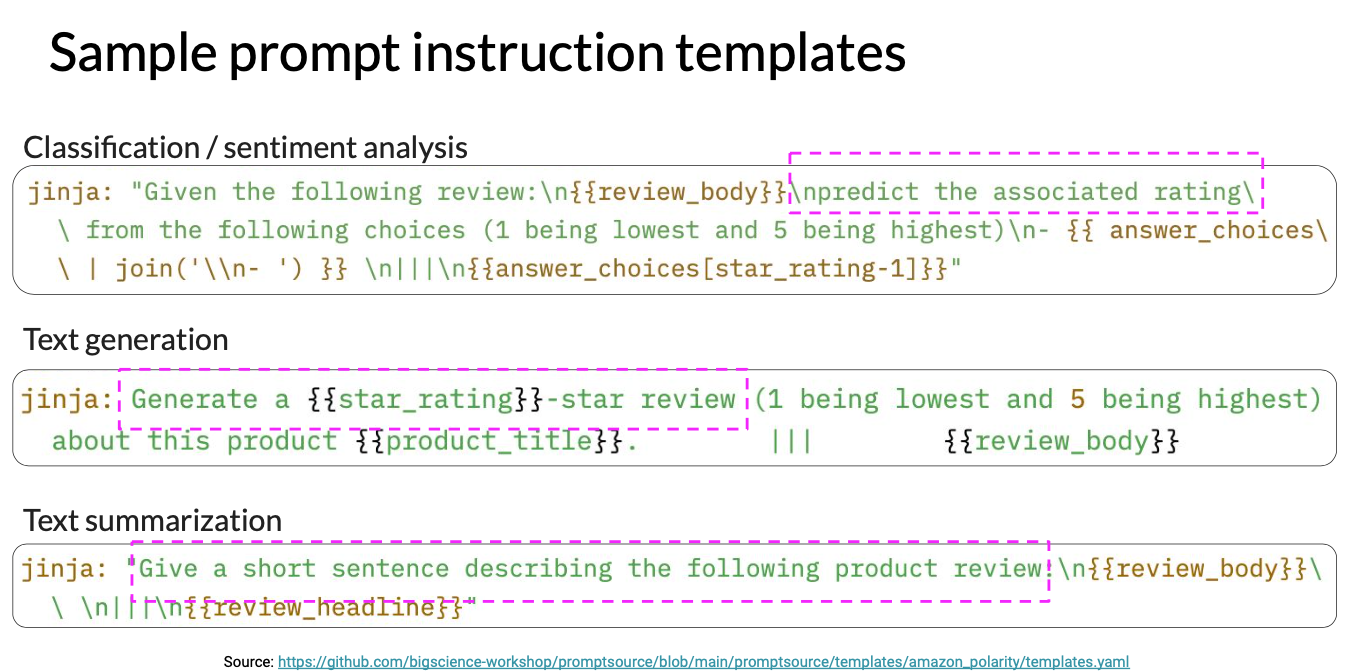 Sample prompt instruction templates
Classification / sentiment analysis
jinja: "Given the following review:\n{{review_body}}\npredict the associated rating\
\ from the following choices (1 being lowest and 5 being highest)\n- {{ answer_choices\
\ | join('\\n- ') }} \n|||\n{{answer_choices[star_rating-1]}}"
Text generation
jinja: Generate a {{star_rating}}-star review (1 being lowest and 5 being highest)
about this product {{product_title}}. ||| {{review_body}}
Text summarization
jinja: "Give a short sentence describing the following product review:\n{{review_body}}\
\ \n|||\n{{review_headline}}"
Source: https://github.com/bigscience-workshop/promptsource/blob/main/promptsource/templates/amazon_polarity/templates.yaml